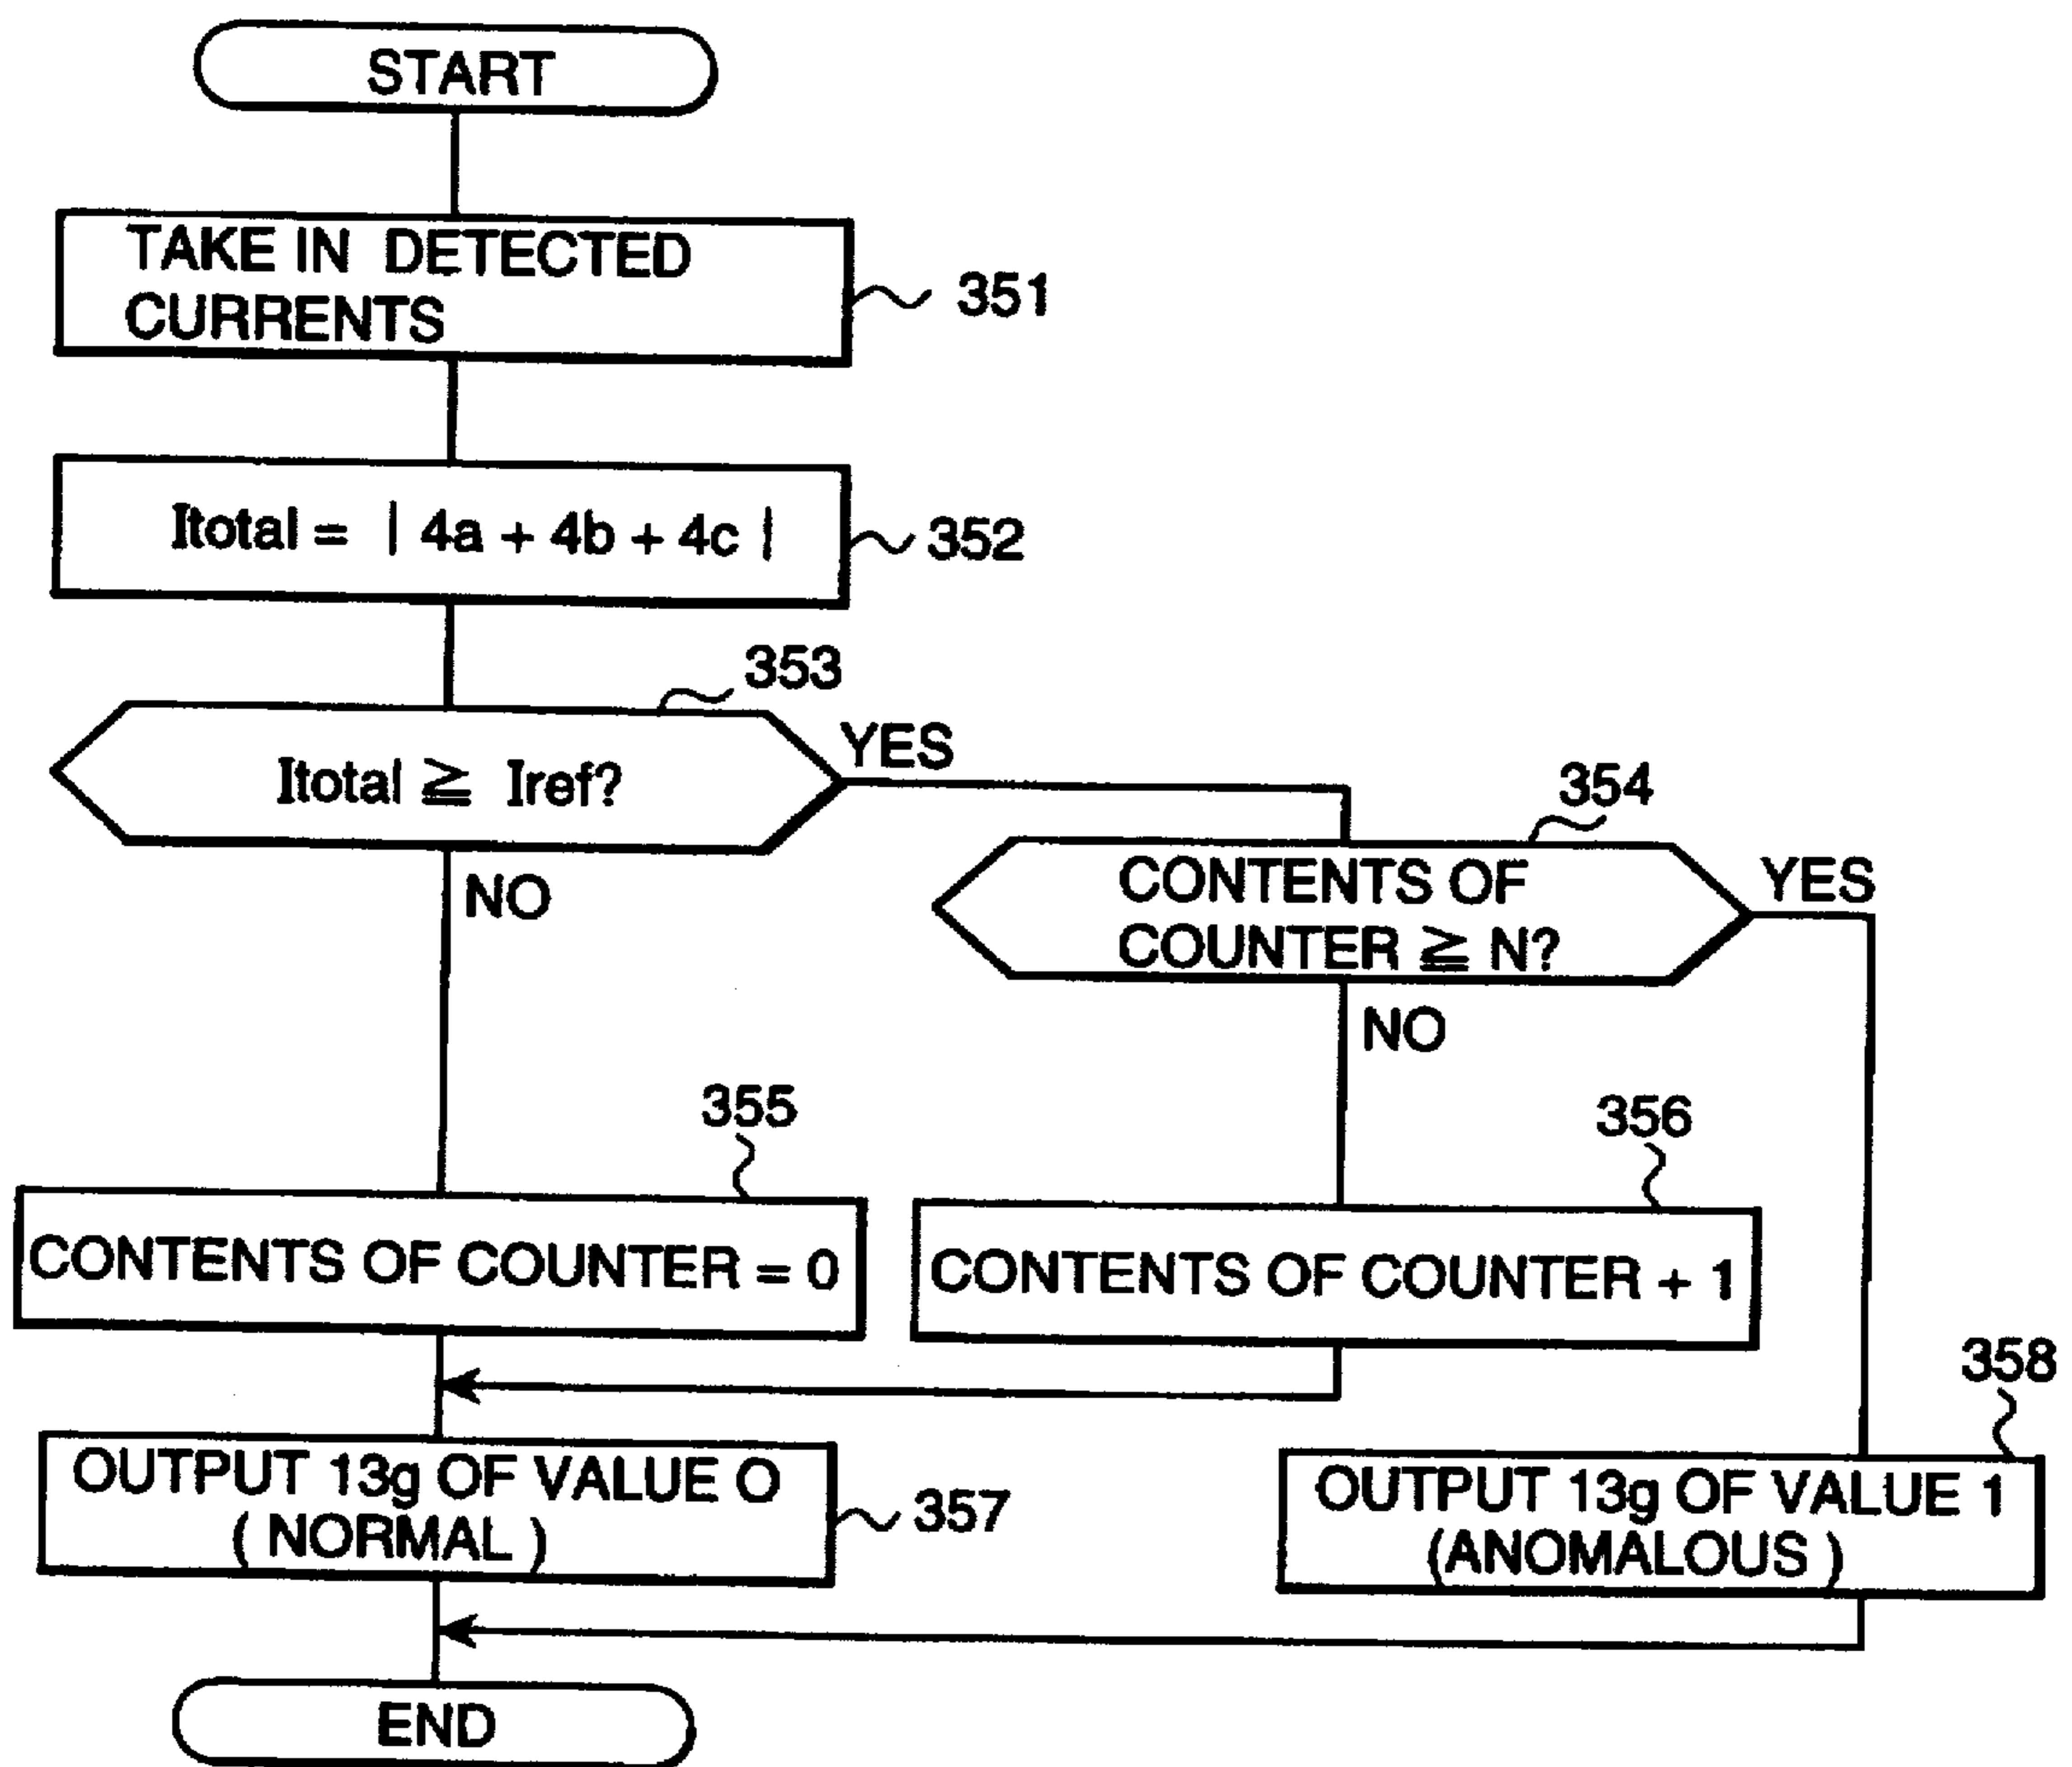 START
TAKE IN DETECTED
CURRENTS
351
Itotal = | 4a + 4b + 4c |
352
353
Itotal ≧ Iref?
YES
NO
354
CONTENTS OF
COUNTER ≧ N?
YES
NO
355
CONTENTS OF COUNTER = 0
356
CONTENTS OF COUNTER + 1
OUTPUT 13g OF VALUE O
( NORMAL )
357
358
OUTPUT 13g OF VALUE 1
(ANOMALOUS )
END